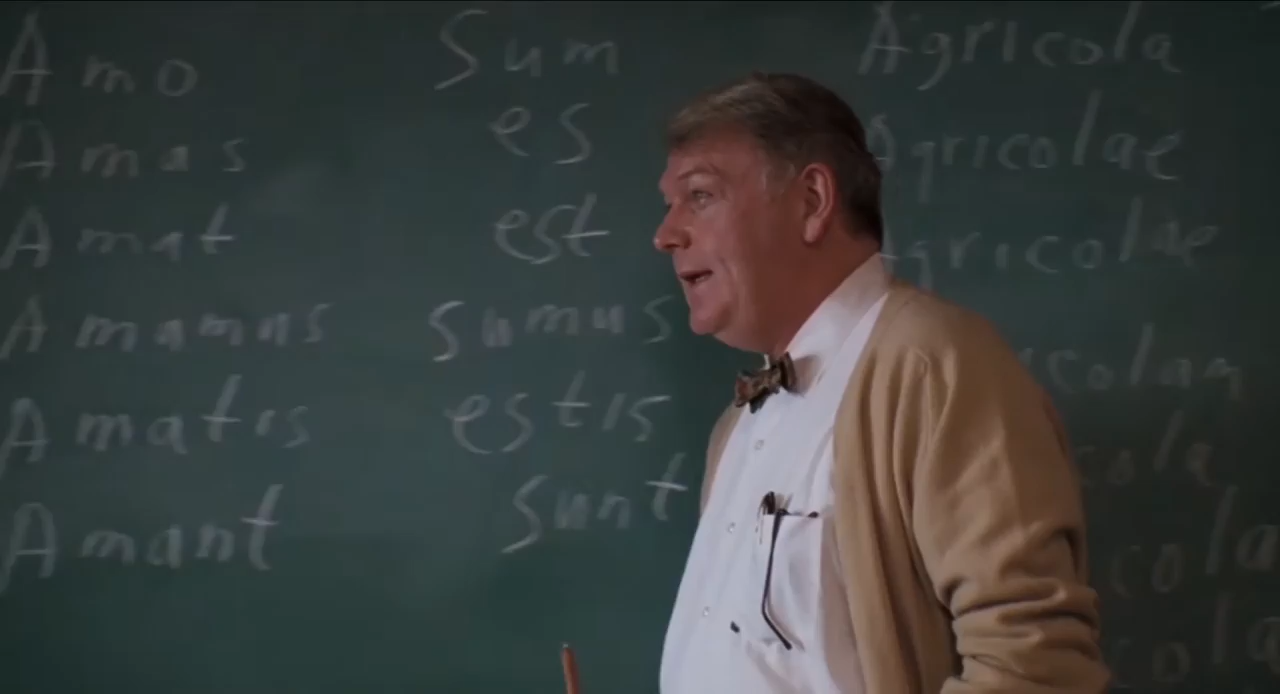 Amo
Amas
Amat
Amamus
Amatis
Amant
Sum
es
est
sumus
estis
sunt
Agricola
Agricolae
Agricolae